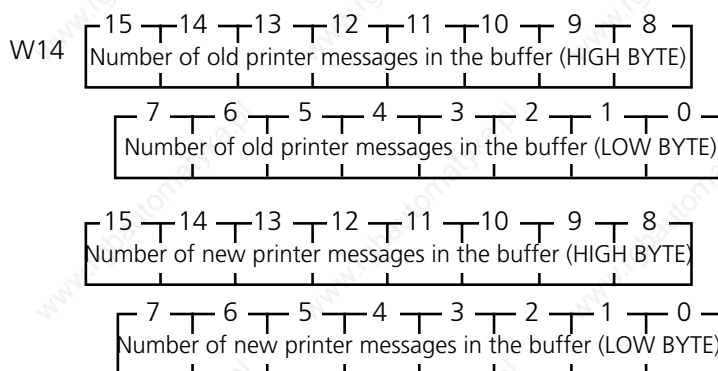 15 14 13 12 11 10 9 8
W14 Number of old printer messages in the buffer (HIGH BYTE)
7 6 5 4 3 2 1 0
Number of old printer messages in the buffer (LOW BYTE)
15 14 13 12 11 10 9 8
Number of new printer messages in the buffer (HIGH BYTE)
7 6 5 4 3 2 1 0
Number of new printer messages in the buffer (LOW BYTE)